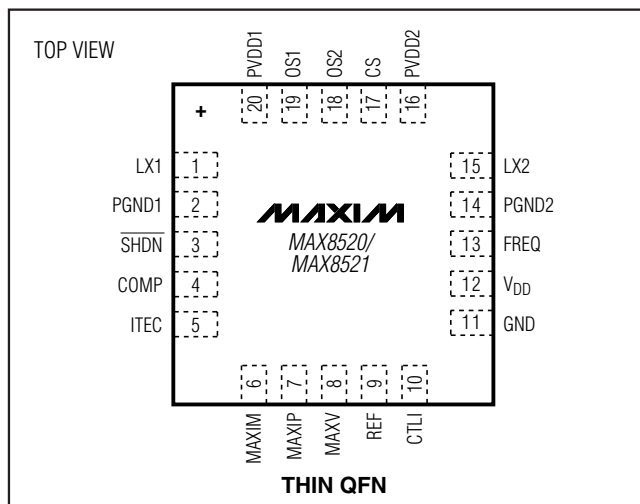 TOP VIEW
PVDD1
OS1
OS2
CS
PVDD2
+
20
19
18
17
16
LX1
1
15
LX2
PGND1
2
14
PGND2
MAXIM
SHDN
3
MAX8520/
MAX8521
13
FREQ
COMP
4
12
VDD
ITEC
5
11
GND
6
7
8
9
10
MAXIM
MAXIP
MAXV
REF
CTLI
THIN QFN